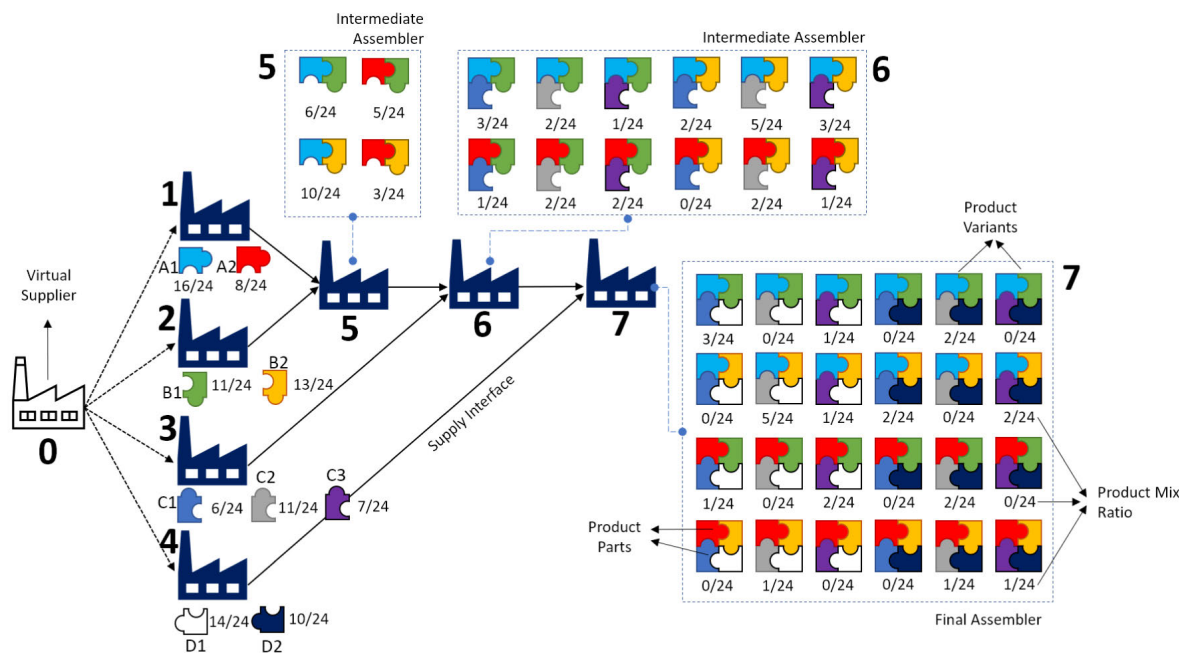 Intermediate
Assembler
5
6/24 5/24
10/24 3/24
Intermediate Assembler
6
3/24 2/24 1/24 2/24 5/24 3/24
1/24 2/24 2/24 0/24 2/24 1/24
Virtual
Supplier
0
1
A1 A2
16/24 8/24
2
B1 11/24 B2 13/24
3
C1 6/24 C2 11/24 C3 7/24
4
D1 14/24 D2 10/24
5
6
7
Supply Interface
Product
Variants
7
3/24 0/24 1/24 0/24 2/24 0/24
0/24 5/24 1/24 2/24 0/24 2/24
1/24 0/24 2/24 0/24 2/24 0/24
0/24 1/24 0/24 0/24 1/24 1/24
Product Mix
Ratio
Product
Parts
Final Assembler